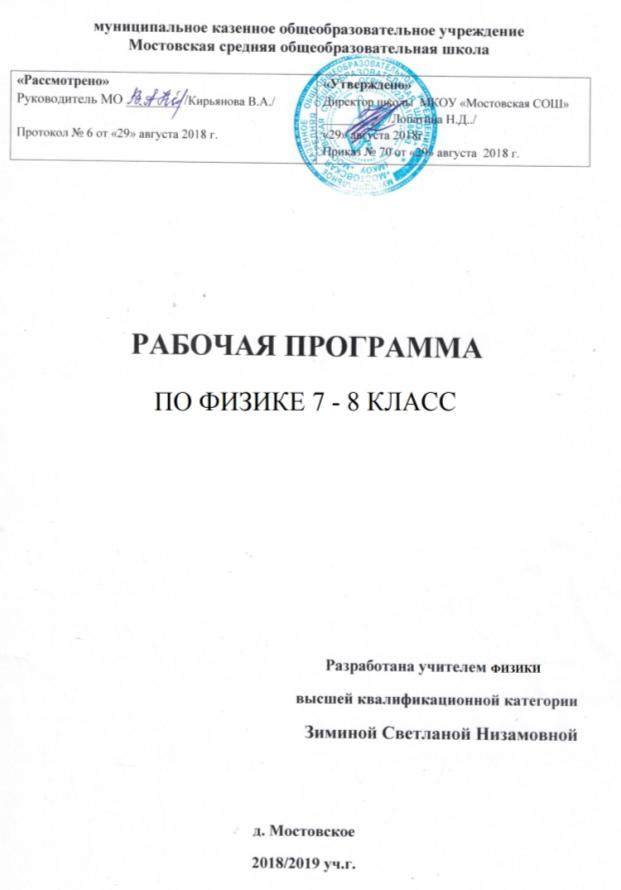 муниципальное казенное общеобразовательное учреждение
Мостовская средняя общеобразовательная школа
«Рассмотрено»
Руководитель МО /Кирьянова В.А./
Протокол № 6 от «29» августа 2018 г.
«Утверждено»
Директор школы МКОУ «Мостовская СОШ»
/Лопатина Н.Д../
«29» августа 2018г
Приказ № 70 от «29» августа 2018 г.
РАБОЧАЯ ПРОГРАММА
ПО ФИЗИКЕ 7 - 8 КЛАСС
Разработана учителем физики
высшей квалификационной категории
Зиминой Светланой Низамовной
д. Мостовское
2018/2019 уч.г.